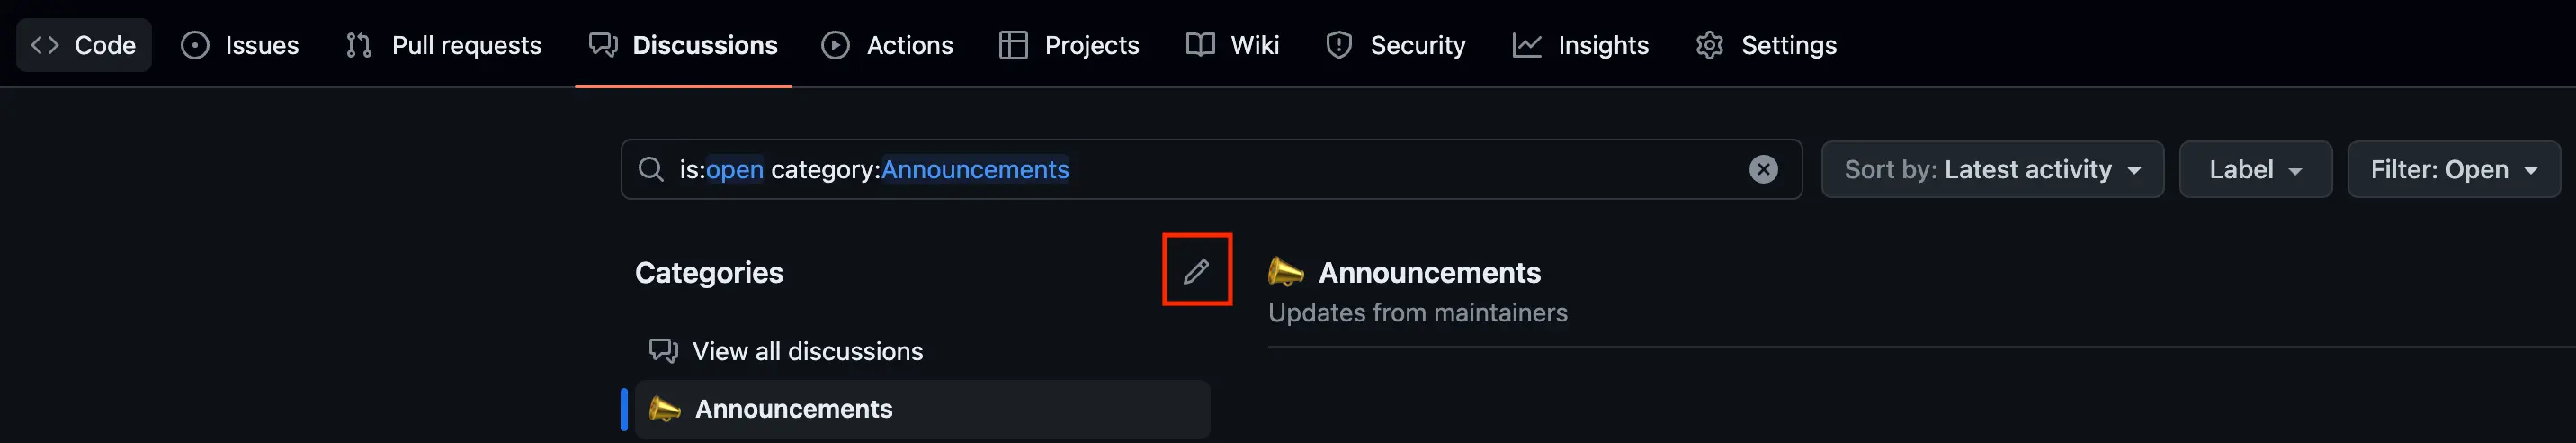 Code Issues Pull requests Discussions Actions Projects Wiki Security Insights Settings
is:open category:Announcements Sort by: Latest activity Label Filter: Open
Categories
Announcements
Updates from maintainers
View all discussions
Announcements